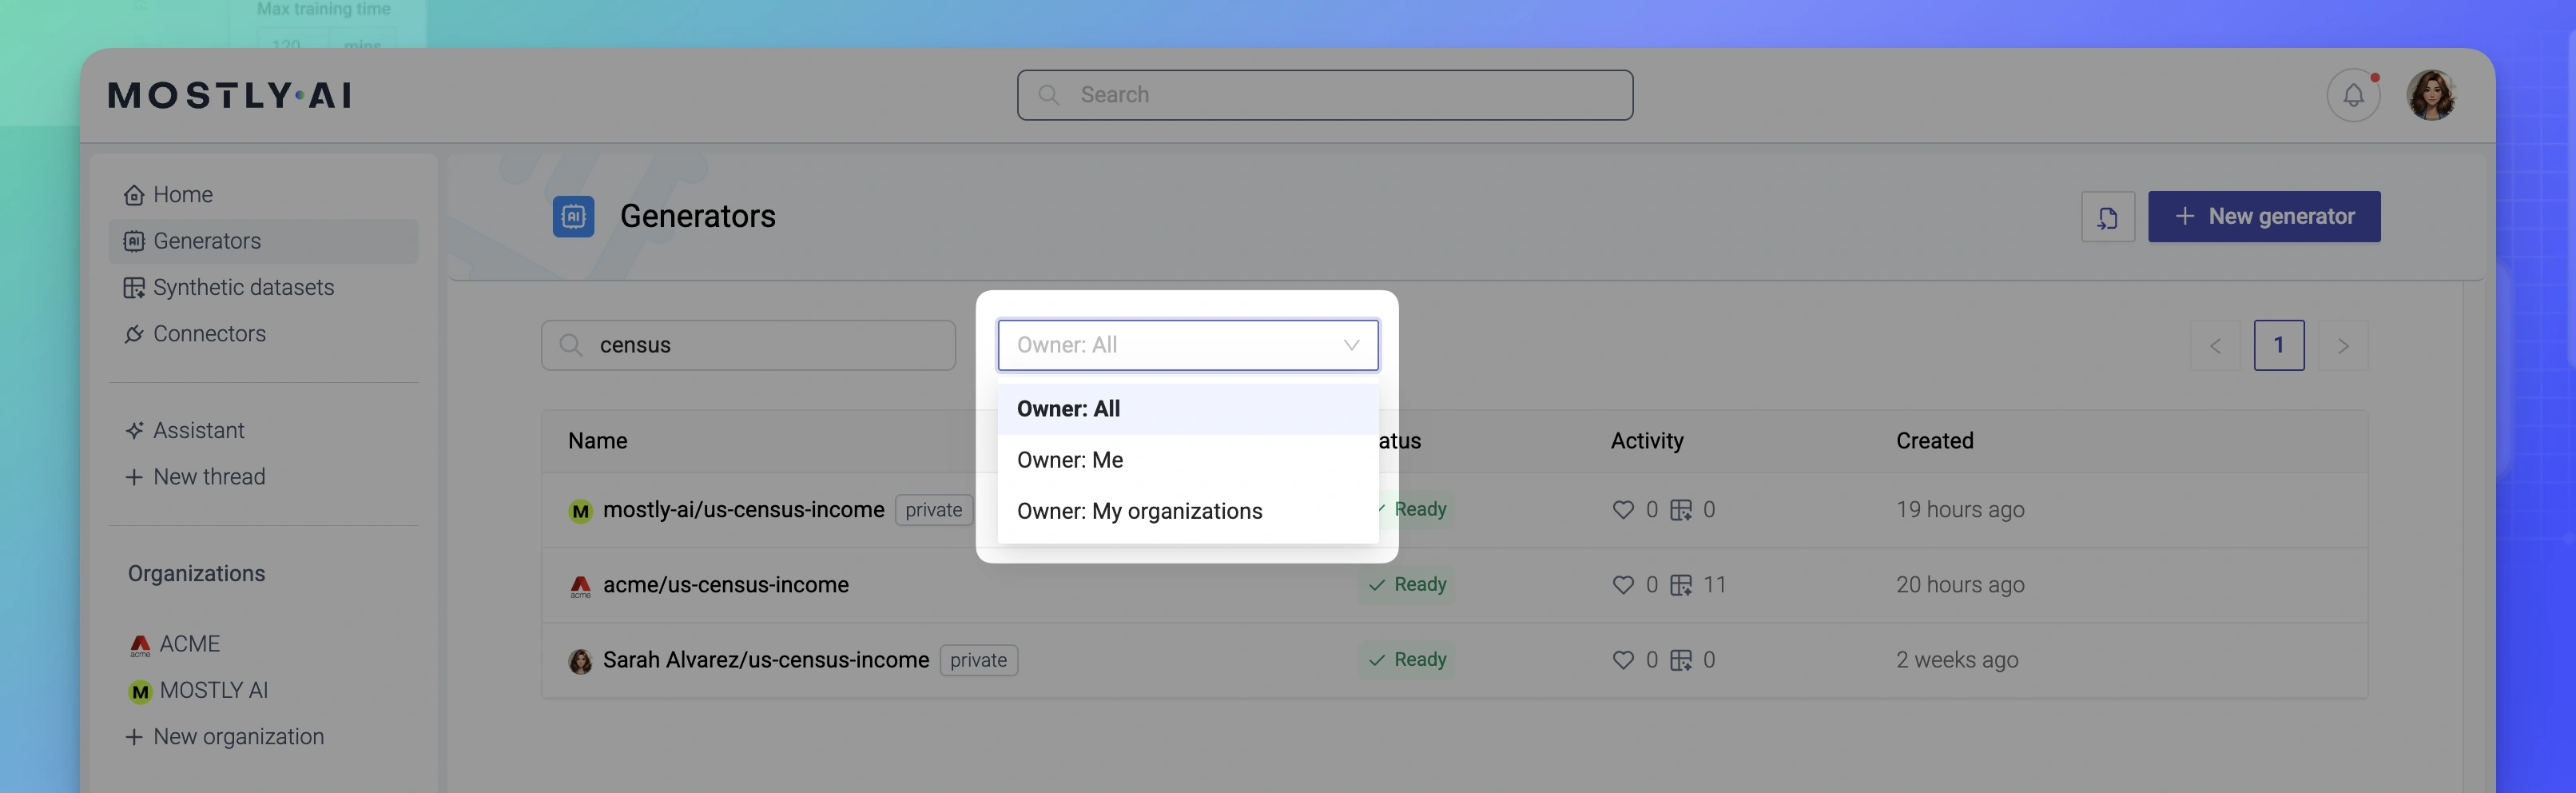 Max training time
120 mins
MOSTLY AI
Search
Home
Generators
Synthetic datasets
Connectors
Assistant
New thread
Organizations
acme ACME
M MOSTLY AI
New organization
AI Generators
New generator
census
Owner: All
1
Owner: All
Owner: Me
Owner: My organizations
Name atus Activity Created
M mostly-ai/us-census-income private Ready 0 0 19 hours ago
acme acme/us-census-income Ready 0 11 20 hours ago
Sarah Alvarez/us-census-income private Ready 0 0 2 weeks ago